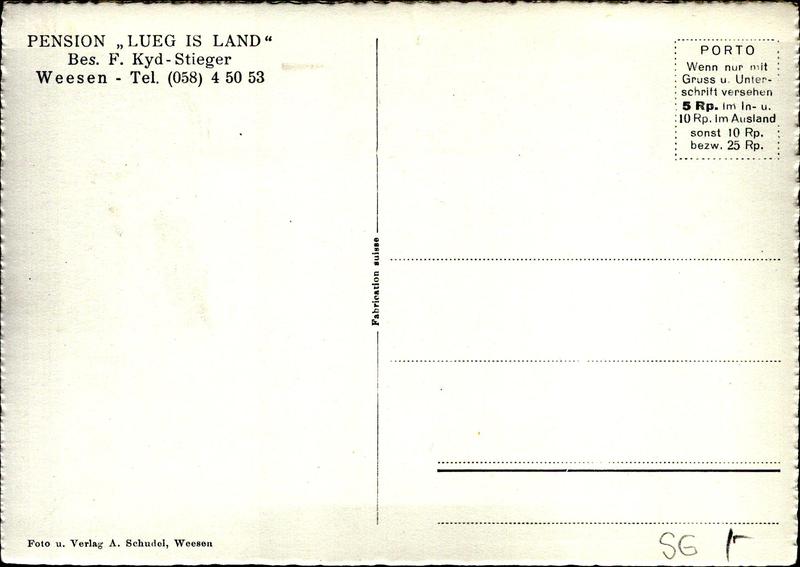 PENSION „LUEG IS LAND“
Bes. F. Kyd-Stieger
Weesen - Tel. (058) 4 50 53
PORTO
Wenn nur mit
Gruss u. Unter-
schrift versehen
5 Rp. im In- u.
10 Rp. im Ausland
sonst 10 Rp.
bezw. 25 Rp.
Fabrication suisse
Foto u. Verlag A. Schudel, Weesen
SG